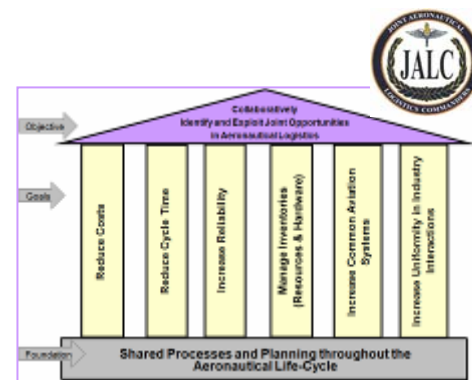 JOINT AERONAUTICAL
JALC
LOGISTICS COMMANDERS
Objective
Collaboratively
Identify and Exploit Joint Opportunities
in Aeronautical Logistics
Goals
Reduce Costs
Reduce Cycle Time
Increase Reliability
Manage Inventories
(Resources & Hardware)
Increase Common Aviation
Systems
Increase Uniformity in Industry
Interactions
Foundation
Shared Processes and Planning throughout the
Aeronautical Life-Cycle